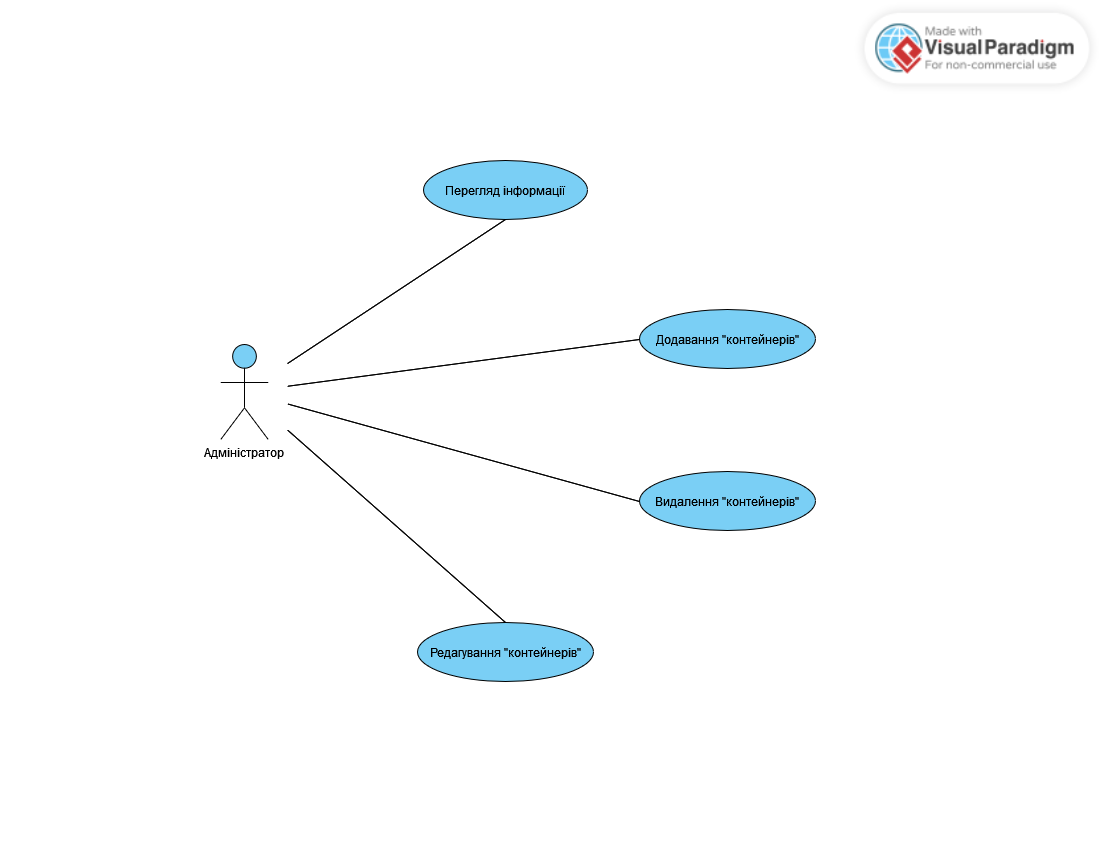 Made with
Visual Paradigm
For non-commercial use
Перегляд інформації
Додавання "контейнерів"
Адміністратор
Видалення "контейнерів"
Редагування "контейнерів"